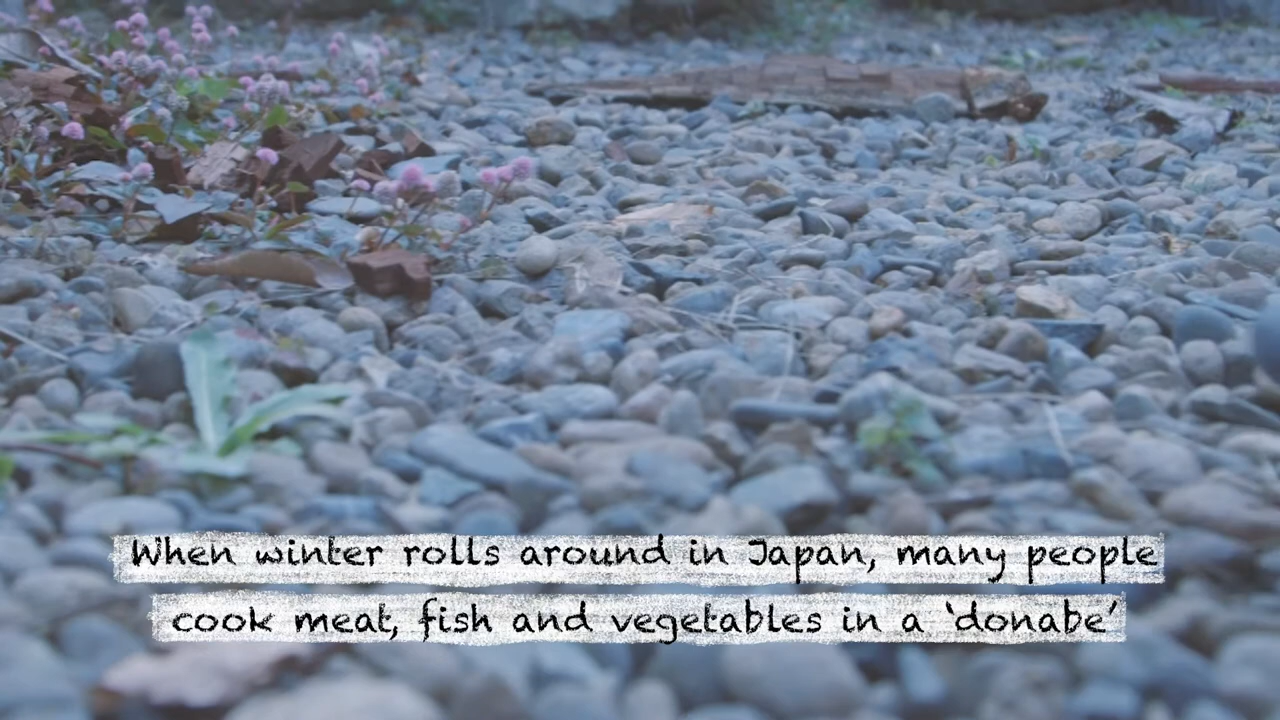 When winter rolls around in Japan, many people
cook meat, fish and vegetables in a ‘donabe’